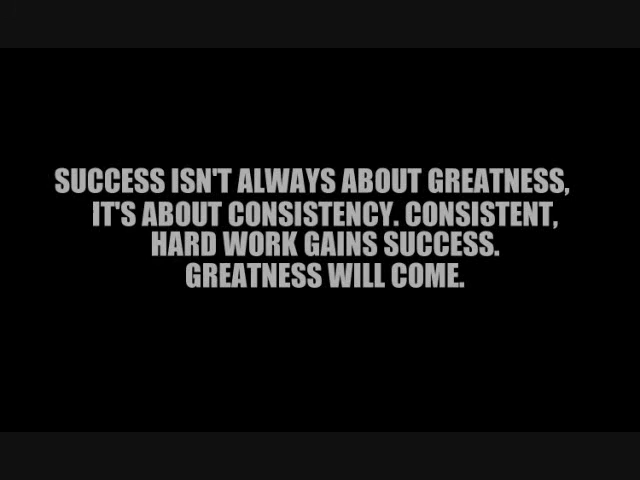 SUCCESS ISN'T ALWAYS ABOUT GREATNESS,
IT'S ABOUT CONSISTENCY. CONSISTENT,
HARD WORK GAINS SUCCESS.
GREATNESS WILL COME.